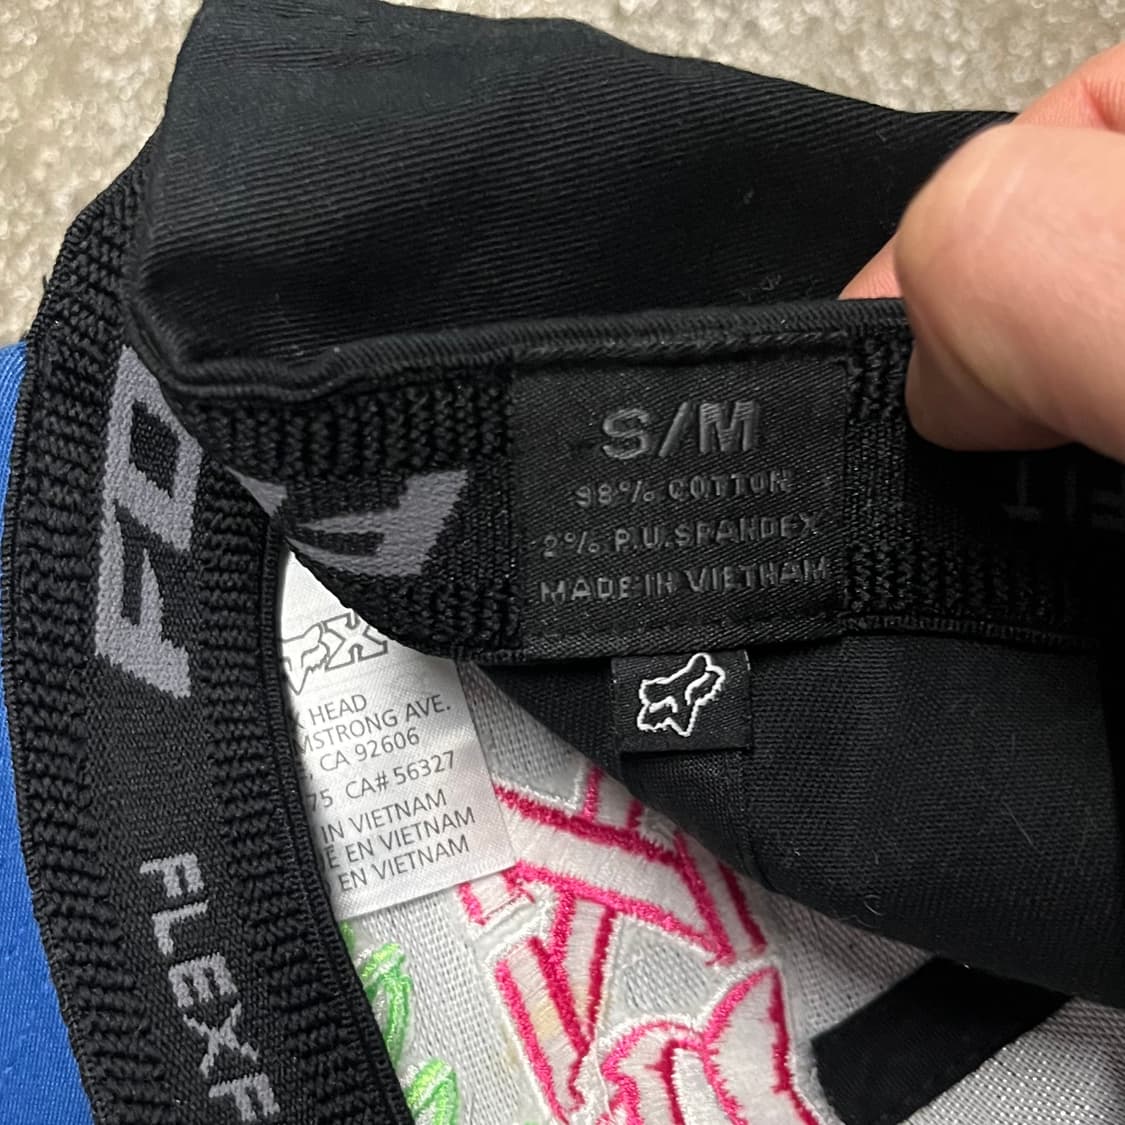 S/M
98% COTTON
2% P.U.SPANDEX
MADE IN VIETNAM
FOX
HEAD
MSTRONG AVE.
, CA 92606
75 CA# 56327
IN VIETNAM
EN VIETNAM
EN VIETNAM
FLEXF